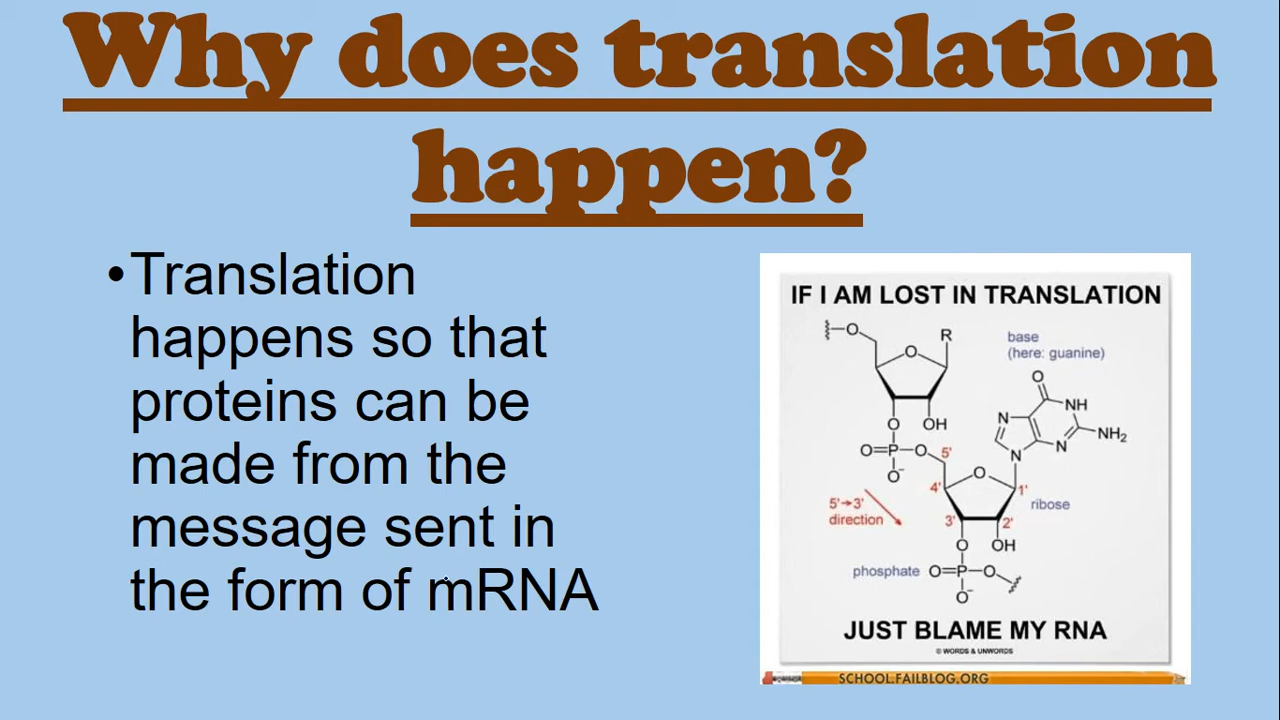 Why does translation
happen?
•Translation
happens so that
proteins can be
made from the
message sent in
the form of mRNA
IF I AM LOST IN TRANSLATION
O
R
O
base
(here: guanine)
O
NH
N
NH2
N
N
O
OH
O=P-O
O-
5'
O
4'
1'
5'→3'
direction
ribose
3'
2'
O
OH
phosphate
O=P-O
O-
JUST BLAME MY RNA
© WORDS & UNWORDS
SCHOOL.FAILBLOG.ORG